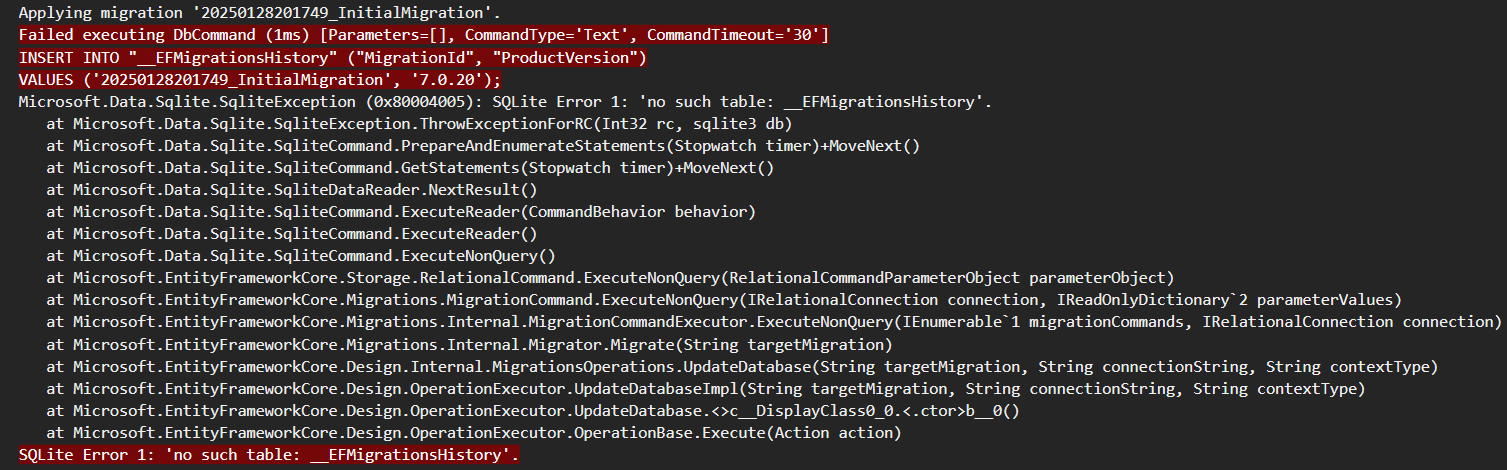 Applying migration '20250128201749_InitialMigration'.
Failed executing DbCommand (1ms) [Parameters=[], CommandType='Text', CommandTimeout='30']
INSERT INTO "__EFMigrationsHistory" ("MigrationId", "ProductVersion")
VALUES ('20250128201749_InitialMigration', '7.0.20');
Microsoft.Data.Sqlite.SqliteException (0x80004005): SQLite Error 1: 'no such table: __EFMigrationsHistory'.
   at Microsoft.Data.Sqlite.SqliteException.ThrowExceptionForRC(Int32 rc, sqlite3 db)
   at Microsoft.Data.Sqlite.SqliteCommand.PrepareAndEnumerateStatements(Stopwatch timer)+MoveNext()
   at Microsoft.Data.Sqlite.SqliteCommand.GetStatements(Stopwatch timer)+MoveNext()
   at Microsoft.Data.Sqlite.SqliteDataReader.NextResult()
   at Microsoft.Data.Sqlite.SqliteCommand.ExecuteReader(CommandBehavior behavior)
   at Microsoft.Data.Sqlite.SqliteCommand.ExecuteReader()
   at Microsoft.Data.Sqlite.SqliteCommand.ExecuteNonQuery()
   at Microsoft.EntityFrameworkCore.Storage.RelationalCommand.ExecuteNonQuery(RelationalCommandParameterObject parameterObject)
   at Microsoft.EntityFrameworkCore.Migrations.MigrationCommand.ExecuteNonQuery(IRelationalConnection connection, IReadOnlyDictionary`2 parameterValues)
   at Microsoft.EntityFrameworkCore.Migrations.Internal.MigrationCommandExecutor.ExecuteNonQuery(IEnumerable`1 migrationCommands, IRelationalConnection connection)
   at Microsoft.EntityFrameworkCore.Migrations.Internal.Migrator.Migrate(String targetMigration)
   at Microsoft.EntityFrameworkCore.Design.Internal.MigrationsOperations.UpdateDatabase(String targetMigration, String connectionString, String contextType)
   at Microsoft.EntityFrameworkCore.Design.OperationExecutor.UpdateDatabaseImpl(String targetMigration, String connectionString, String contextType)
   at Microsoft.EntityFrameworkCore.Design.OperationExecutor.UpdateDatabase.<>c__DisplayClass0_0.<.ctor>b__0()
   at Microsoft.EntityFrameworkCore.Design.OperationExecutor.OperationBase.Execute(Action action)
SQLite Error 1: 'no such table: __EFMigrationsHistory'.